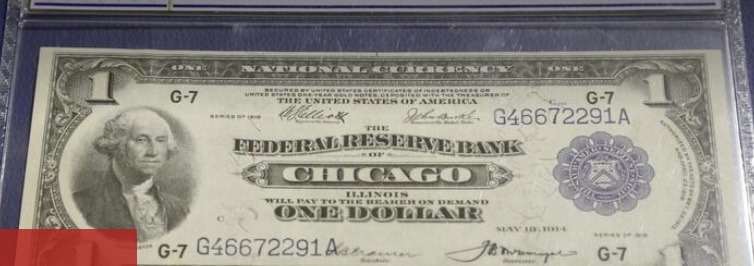 ONE NATIONAL CURRENCY ONE
1 1
SECURED BY UNITED STATES CERTIFICATES OF INDEBTEDNESS OR
UNITED STATES ONE-YEAR GOLD NOTES, DEPOSITED WITH THE TREASURER OF
THE UNITED STATES OF AMERICA
G-7 G-7
SERIES OF 1918
G46672291A
THE
FEDERAL RESERVE BANK
OF
CHICAGO
ILLINOIS
WILL PAY TO THE BEARER ON DEMAND
ONE DOLLAR
MAY 18, 1914
SERIES OF 1918
WASHINGTON
G-7 G46672291A G-7